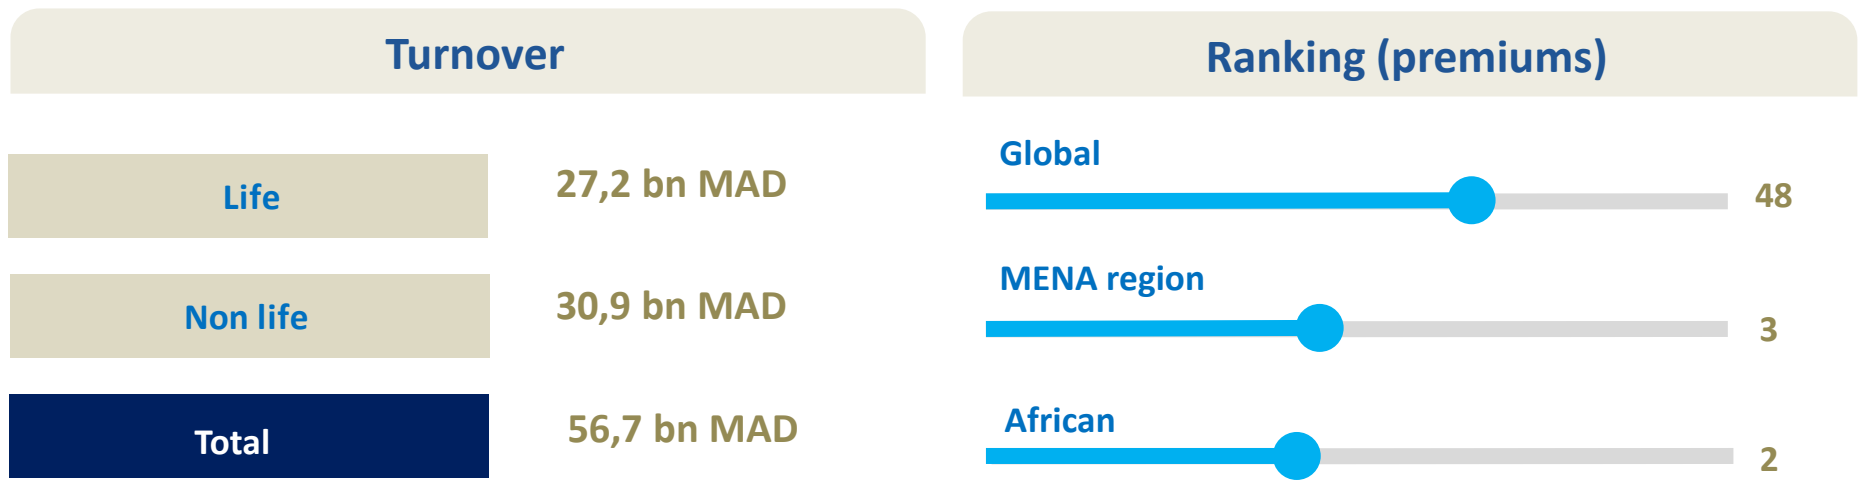 Turnover
Life
27,2 bn MAD
Non life
30,9 bn MAD
Total
56,7 bn MAD
Ranking (premiums)
Global
48
MENA region
3
African
2